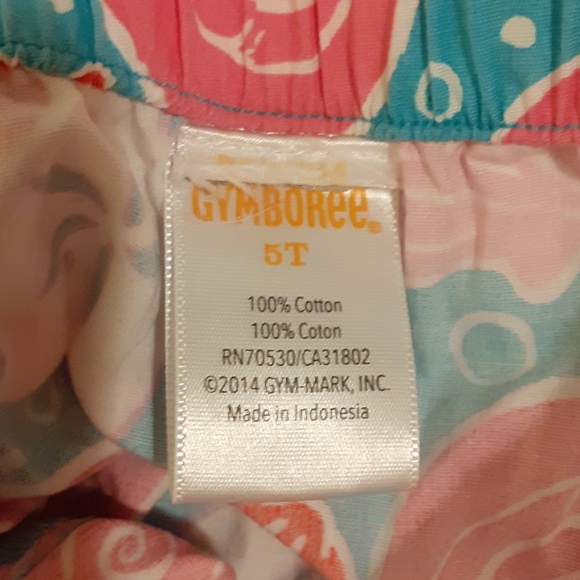 GYMBOREE®
5T
100% Cotton
100% Coton
RN70530/CA31802
©2014 GYM-MARK, INC.
Made in Indonesia